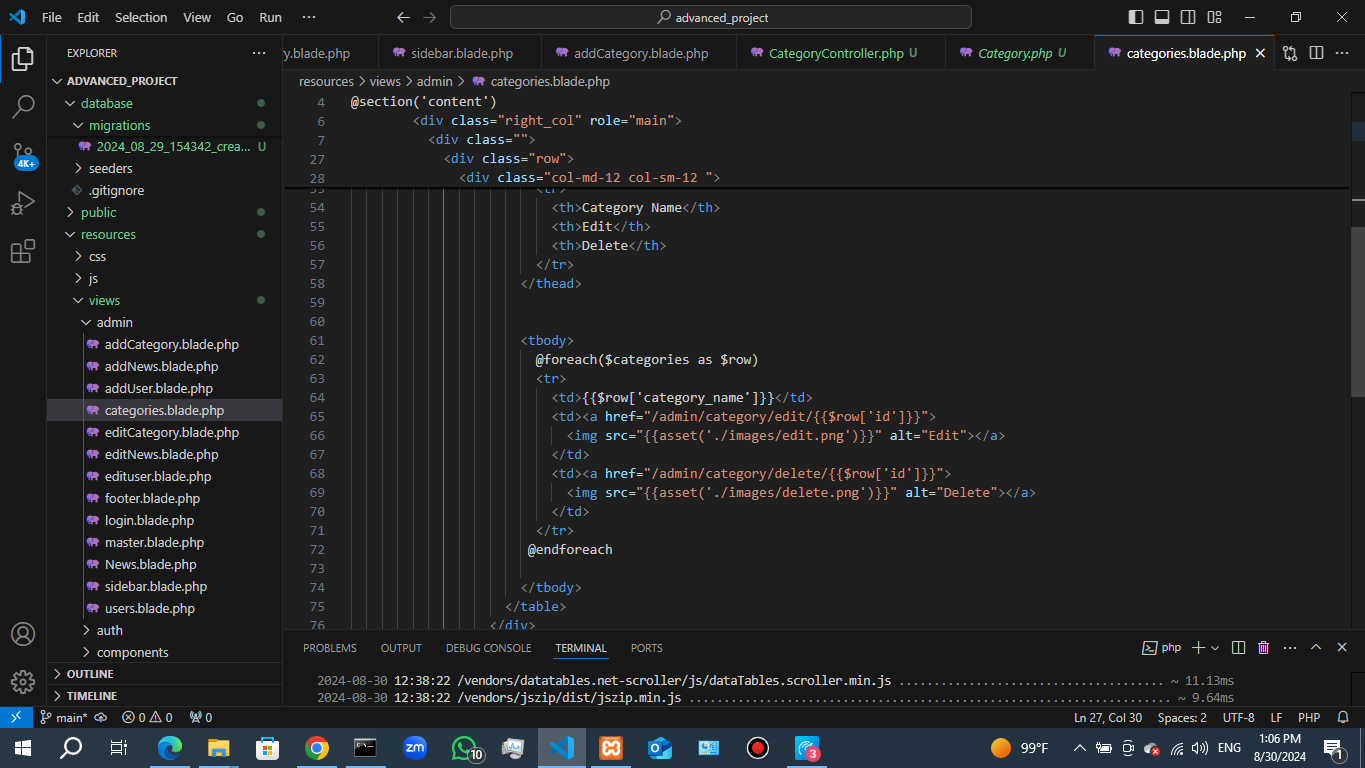 File Edit Selection View Go Run ··· advanced_project
EXPLORER ···
ADVANCED_PROJECT
database
migrations
2024_08_29_154342_crea... U
seeders
.gitignore
public
resources
css
js
views
admin
addCategory.blade.php
addNews.blade.php
addUser.blade.php
categories.blade.php
editCategory.blade.php
editNews.blade.php
edituser.blade.php
footer.blade.php
login.blade.php
master.blade.php
News.blade.php
sidebar.blade.php
users.blade.php
auth
components
OUTLINE
TIMELINE
4K+
y.blade.php sidebar.blade.php addCategory.blade.php CategoryController.php U Category.php U categories.blade.php
resources > views > admin > categories.blade.php
4 @section('content')
6 <div class="right_col" role="main">
7 <div class="">
27 <div class="row">
28 <div class="col-md-12 col-sm-12 ">
53 <tr>
54 <th>Category Name</th>
55 <th>Edit</th>
56 <th>Delete</th>
57 </tr>
58 </thead>
59
60
61 <tbody>
62 @foreach($categories as $row)
63 <tr>
64 <td>{{$row['category_name']}}</td>
65 <td><a href="/admin/category/edit/{{$row['id']}}">
66 <img src="{{asset('./images/edit.png')}}" alt="Edit"></a>
67 </td>
68 <td><a href="/admin/category/delete/{{$row['id']}}">
69 <img src="{{asset('./images/delete.png')}}" alt="Delete"></a>
70 </td>
71 </tr>
72 @endforeach
73
74 </tbody>
75 </table>
76 </div>
PROBLEMS OUTPUT DEBUG CONSOLE TERMINAL PORTS php
2024-08-30 12:38:22 /vendors/datatables.net-scroller/js/dataTables.scroller.min.js ................................... ~ 11.13ms
2024-08-30 12:38:22 /vendors/jszip/dist/jszip.min.js ............................................................... ~ 9.64ms
main* 0 0 0 Ln 27, Col 30 Spaces: 2 UTF-8 LF PHP
zm 10 3 99°F ENG 1:06 PM 1
8/30/2024